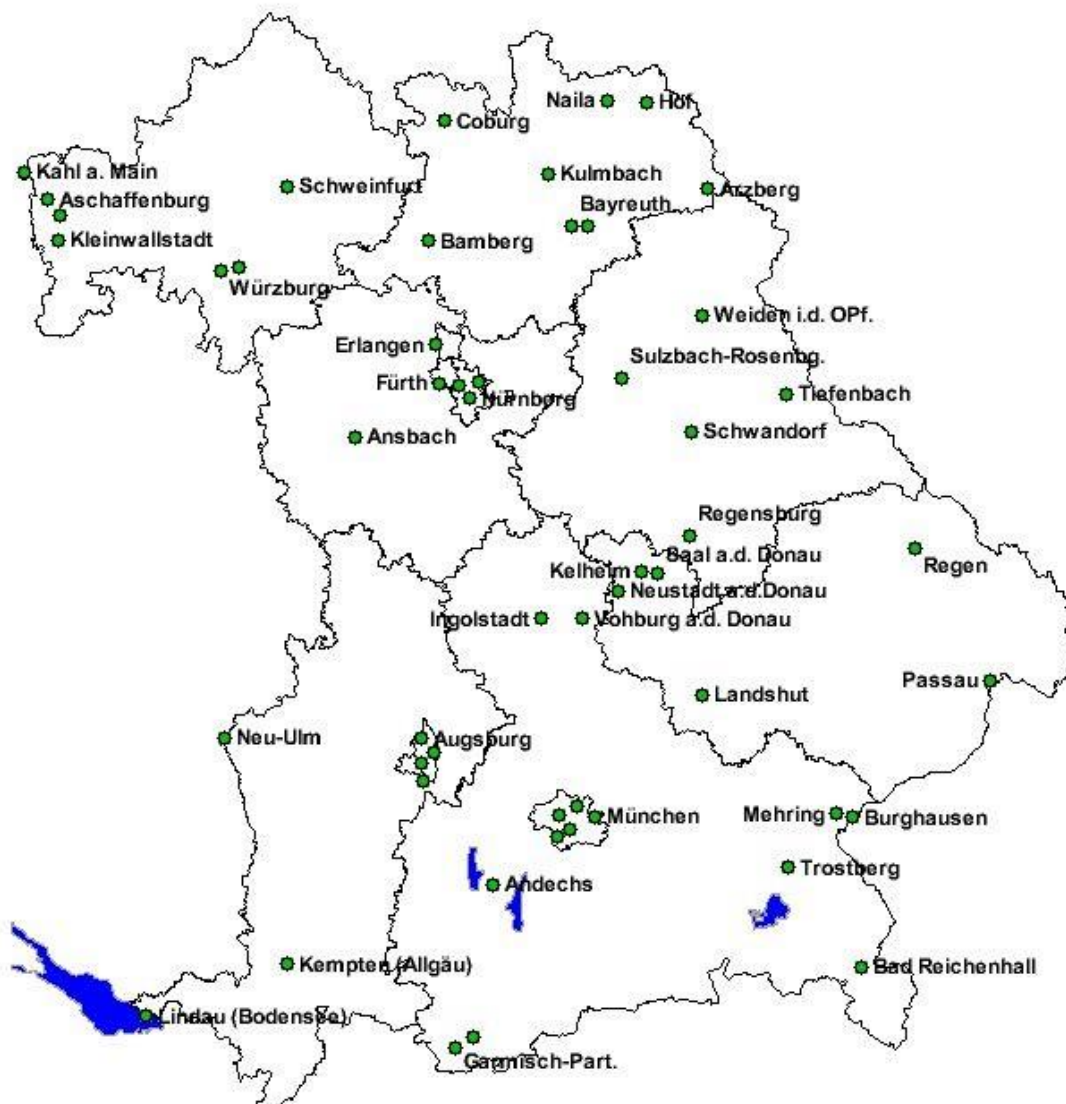 Naila
Hof
Coburg
Kahl a. Main
Schweinfurt
Kulmbach
Arzberg
Aschaffenburg
Bayreuth
Kleinwallstadt
Bamberg
Würzburg
Weiden i.d. OPf.
Erlangen
Sulzbach-Rosenbg.
Fürth
Nürnberg
Tiefenbach
Ansbach
Schwandorf
Regensburg
Saal a.d. Donau
Kelheim
Regen
Neustadt a.d.Donau
Ingolstadt
Vohburg a.d. Donau
Passau
Landshut
Neu-Ulm
Augsburg
München
Mehring
Burghausen
Trostberg
Andechs
Kempten (Allgäu)
Bad Reichenhall
Lindau (Bodensee)
Garmisch-Part.